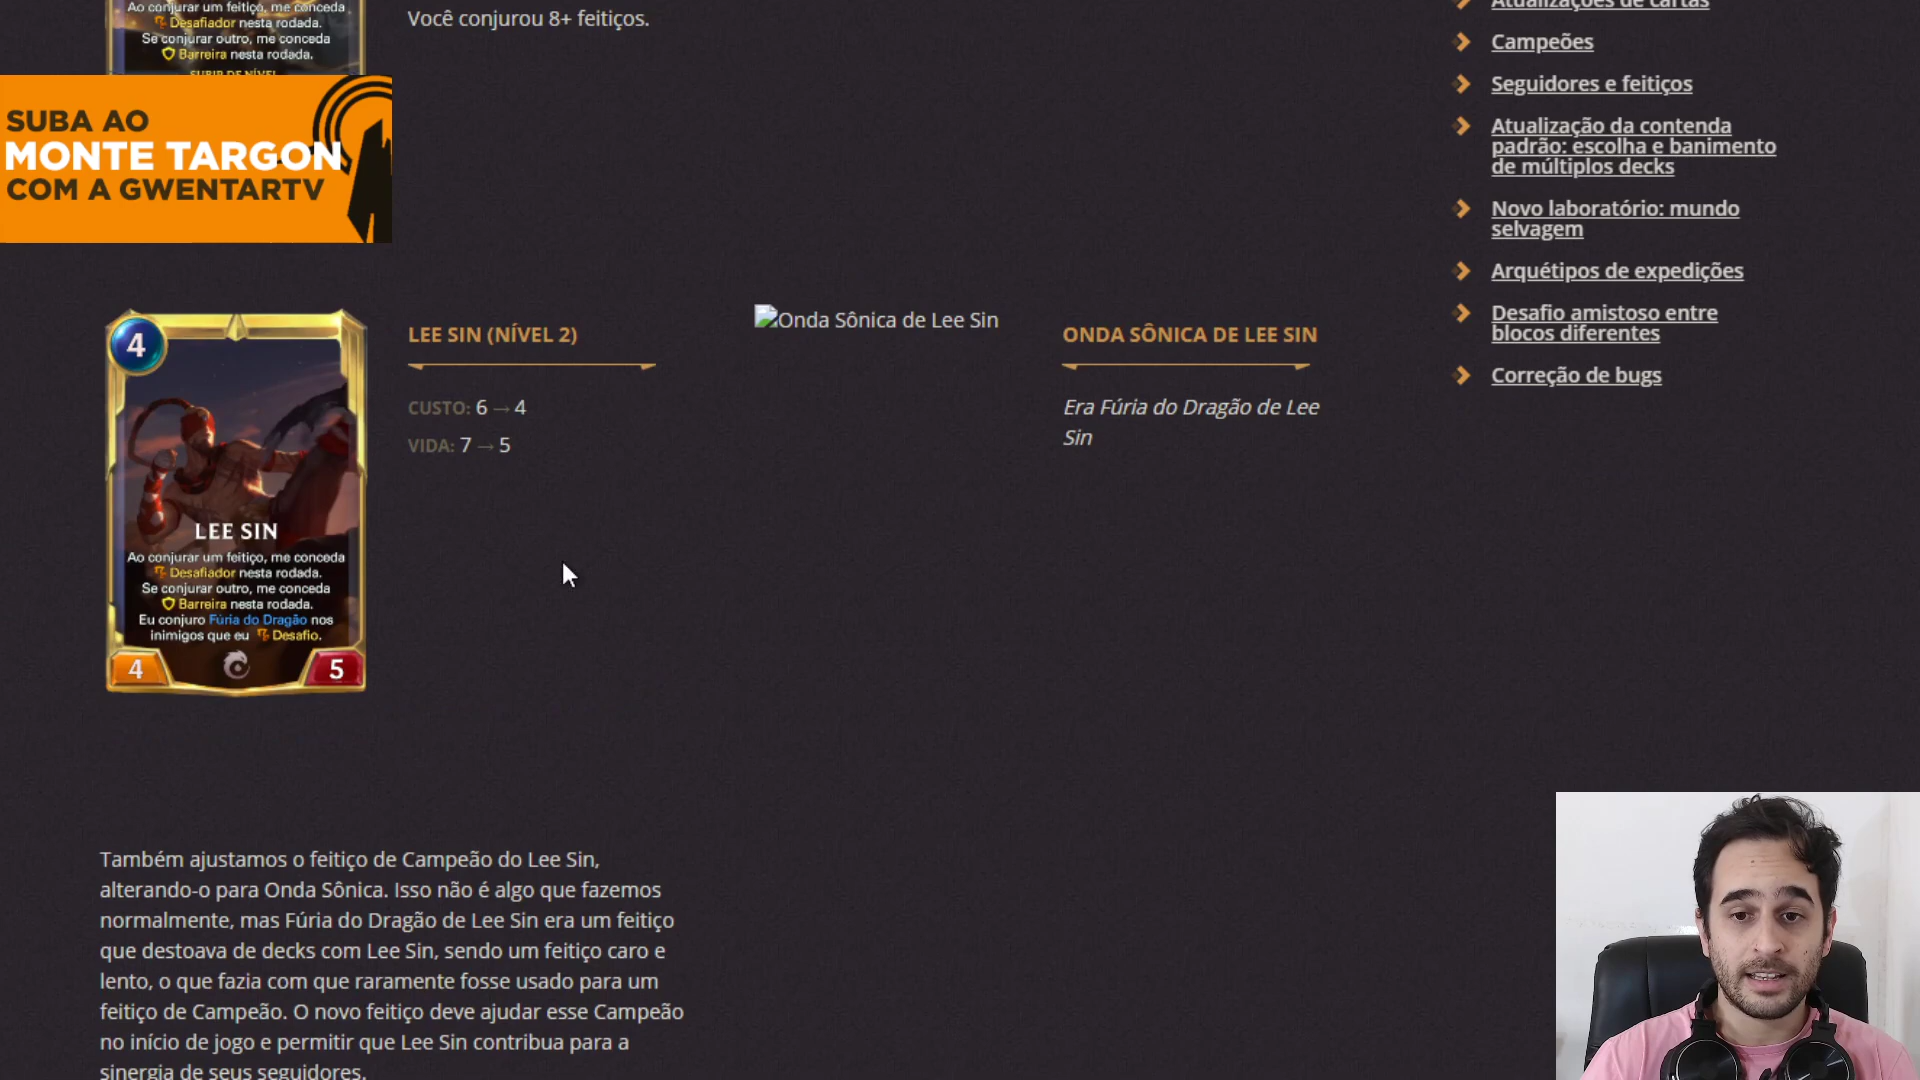 Ao conjurar um feitiço, me conceda
Desafiador nesta rodada.
Se conjurar outro, me conceda
Barreira nesta rodada.
SUBIR DE NÍVEL
Você conjurou 8+ feitiços.
SUBA AO
MONTE TARGON
COM A GWENTARTV
4
LEE SIN
Ao conjurar um feitiço, me conceda
Desafiador nesta rodada.
Se conjurar outro, me conceda
Barreira nesta rodada.
Eu conjuro Fúria do Dragão nos
inimigos que eu Desafio.
4
5
LEE SIN (NÍVEL 2)
CUSTO: 6 → 4
VIDA: 7 → 5
Onda Sônica de Lee Sin
ONDA SÔNICA DE LEE SIN
Era Fúria do Dragão de Lee
Sin
Também ajustamos o feitiço de Campeão do Lee Sin,
alterando-o para Onda Sônica. Isso não é algo que fazemos
normalmente, mas Fúria do Dragão de Lee Sin era um feitiço
que destoava de decks com Lee Sin, sendo um feitiço caro e
lento, o que fazia com que raramente fosse usado para um
feitiço de Campeão. O novo feitiço deve ajudar esse Campeão
no início de jogo e permitir que Lee Sin contribua para a
sinergia de seus seguidores.
Atualizações de cartas
Campeões
Seguidores e feitiços
Atualização da contenda
padrão: escolha e banimento
de múltiplos decks
Novo laboratório: mundo
selvagem
Arquétipos de expedições
Desafio amistoso entre
blocos diferentes
Correção de bugs